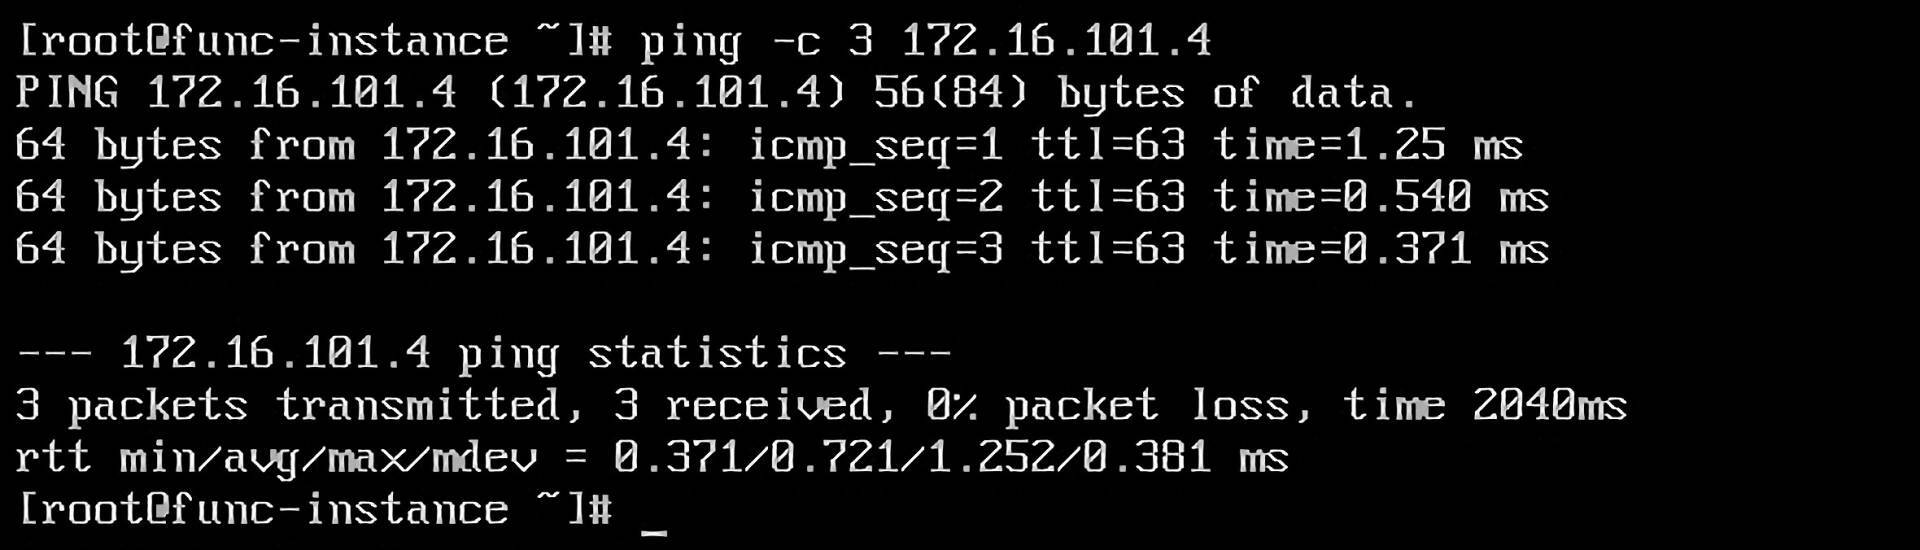 [root@func-instance ~]# ping -c 3 172.16.101.4
PING 172.16.101.4 (172.16.101.4) 56(84) bytes of data.
64 bytes from 172.16.101.4: icmp_seq=1 ttl=63 time=1.25 ms
64 bytes from 172.16.101.4: icmp_seq=2 ttl=63 time=0.540 ms
64 bytes from 172.16.101.4: icmp_seq=3 ttl=63 time=0.371 ms

--- 172.16.101.4 ping statistics ---
3 packets transmitted, 3 received, 0% packet loss, time 2040ms
rtt min/avg/max/mdev = 0.371/0.721/1.252/0.381 ms
[root@func-instance ~]# _